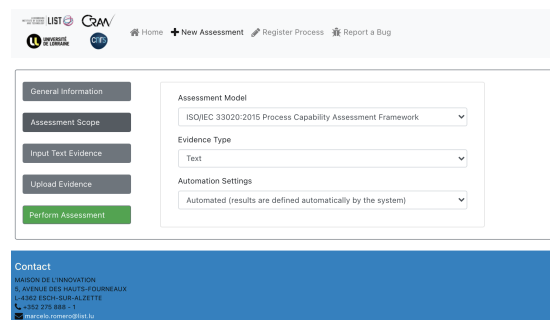 LIST CRAN
UNIVERSITÉ
DE LORRAINE
cnrs
Home New Assessment Register Process Report a Bug
General Information
Assessment Scope
Input Text Evidence
Upload Evidence
Perform Assessment
Assessment Model
ISO/IEC 33020:2015 Process Capability Assessment Framework
Evidence Type
Text
Automation Settings
Automated (results are defined automatically by the system)
Contact
MAISON DE L'INNOVATION
5, AVENUE DES HAUTS-FOURNEAUX
L-4362 ESCH-SUR-ALZETTE
+352 275 888 - 1
marcelo.romero@list.lu